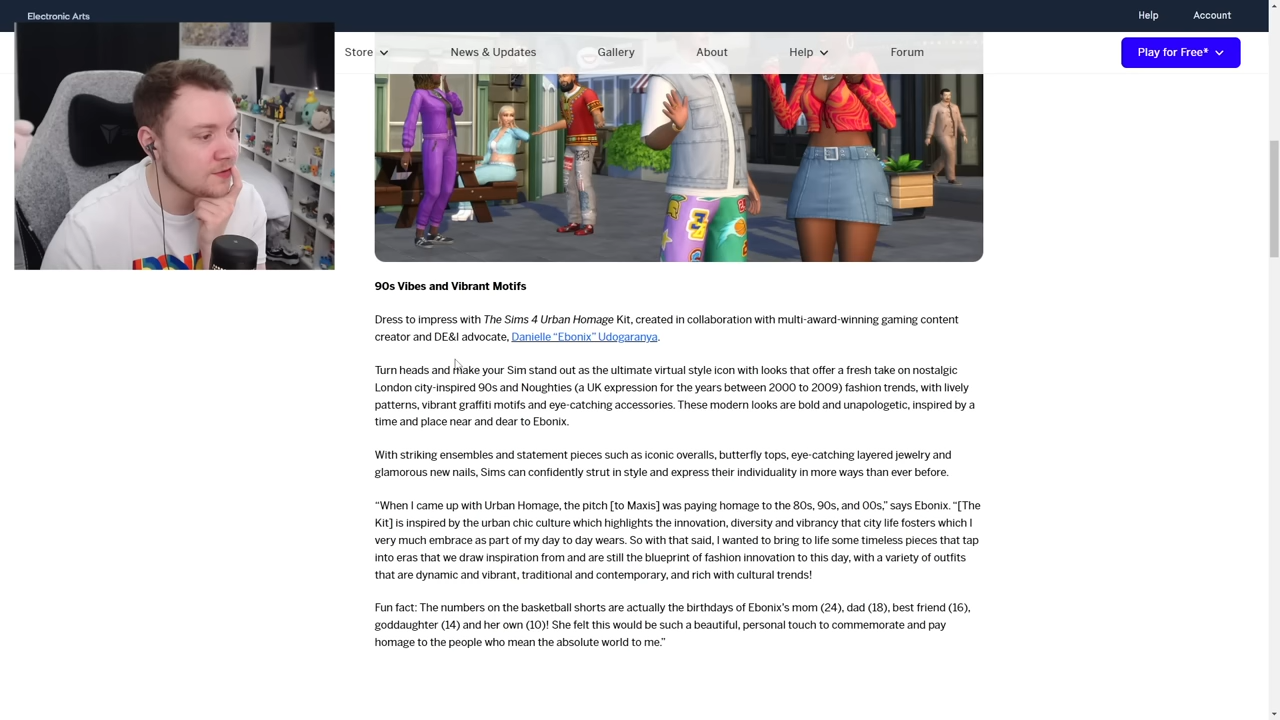 Electronic Arts
Help
Account
Store
News & Updates
Gallery
About
Help
Forum
Play for Free*
90s Vibes and Vibrant Motifs
Dress to impress with The Sims 4 Urban Homage Kit, created in collaboration with multi-award-winning gaming content
creator and DE&I advocate, Danielle “Ebonix” Udogaranya.
Turn heads and make your Sim stand out as the ultimate virtual style icon with looks that offer a fresh take on nostalgic
London city-inspired 90s and Noughties (a UK expression for the years between 2000 to 2009) fashion trends, with lively
patterns, vibrant graffiti motifs and eye-catching accessories. These modern looks are bold and unapologetic, inspired by a
time and place near and dear to Ebonix.
With striking ensembles and statement pieces such as iconic overalls, butterfly tops, eye-catching layered jewelry and
glamorous new nails, Sims can confidently strut in style and express their individuality in more ways than ever before.
“When I came up with Urban Homage, the pitch [to Maxis] was paying homage to the 80s, 90s, and 00s,” says Ebonix. “[The
Kit] is inspired by the urban chic culture which highlights the innovation, diversity and vibrancy that city life fosters which I
very much embrace as part of my day to day wears. So with that said, I wanted to bring to life some timeless pieces that tap
into eras that we draw inspiration from and are still the blueprint of fashion innovation to this day, with a variety of outfits
that are dynamic and vibrant, traditional and contemporary, and rich with cultural trends!
Fun fact: The numbers on the basketball shorts are actually the birthdays of Ebonix's mom (24), dad (18), best friend (16),
goddaughter (14) and her own (10)! She felt this would be such a beautiful, personal touch to commemorate and pay
homage to the people who mean the absolute world to me.”